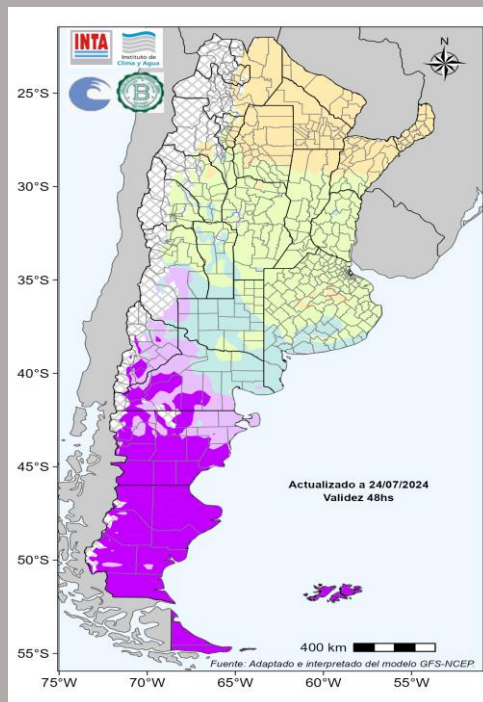 INTA
Instituto de
Clima y Agua
B
N
25°S
30°S
35°S
40°S
45°S
50°S
55°S
Actualizado a 24/07/2024
Validez 48hs
400 km
Fuente: Adaptado e interpretado del modelo GFS-NCEP.
75°W 70°W 65°W 60°W 55°W